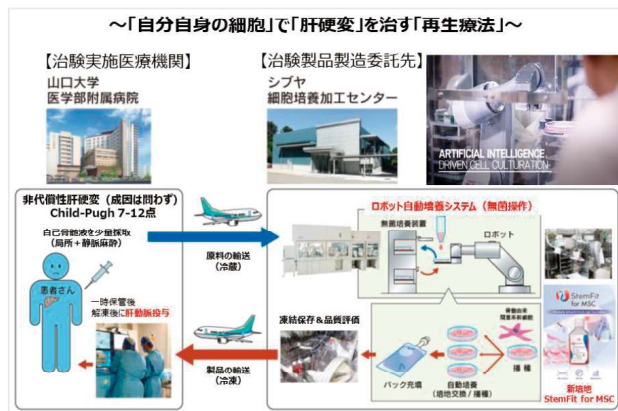 ～「自分自身の細胞」で「肝硬変」を治す「再生療法」～
【治験実施医療機関】
山口大学
医学部附属病院
【治験製品製造委託先】
シブヤ
細胞培養加工センター
ARTIFICIAL INTELLIGENCE
DRIVEN CELL CULTURATION
非代償性肝硬変（成因は問わず）
Child-Pugh 7-12点
自己骨髄液を少量採取
（局所＋静脈麻酔）
患者さん
一時保管後
解凍後に肝動脈投与
原料の輸送
（冷蔵）
製品の輸送
（冷凍）
ロボット自動培養システム（無菌操作）
無菌培養装置
ロボット
凍結保存＆品質評価
パック充填
自動培養
（培地交換 / 播種）
骨髄由来
間葉系幹細胞
播種
StemFit
for MSC
新培地
StemFit for MSC